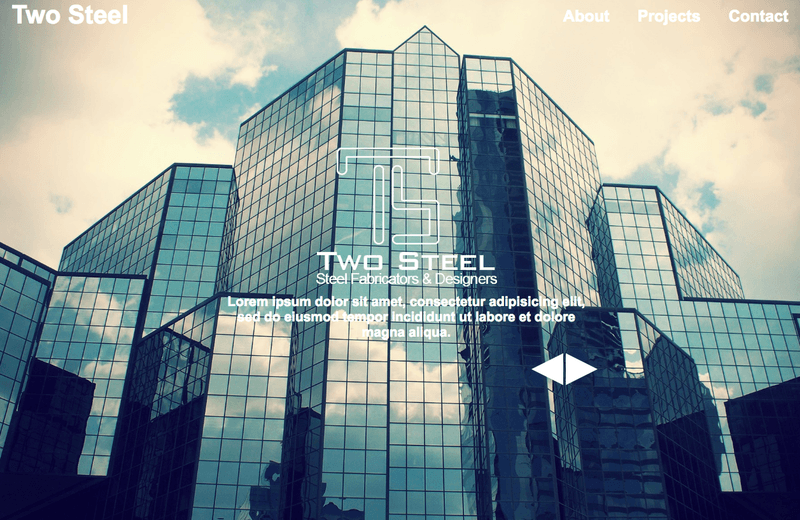 Two Steel
About Projects Contact
TS
Two Steel
Steel Fabricators & Designers
Lorem ipsum dolor sit amet, consectetur adipisicing elit,
sed do eiusmod tempor incididunt ut labore et dolore
magna aliqua.